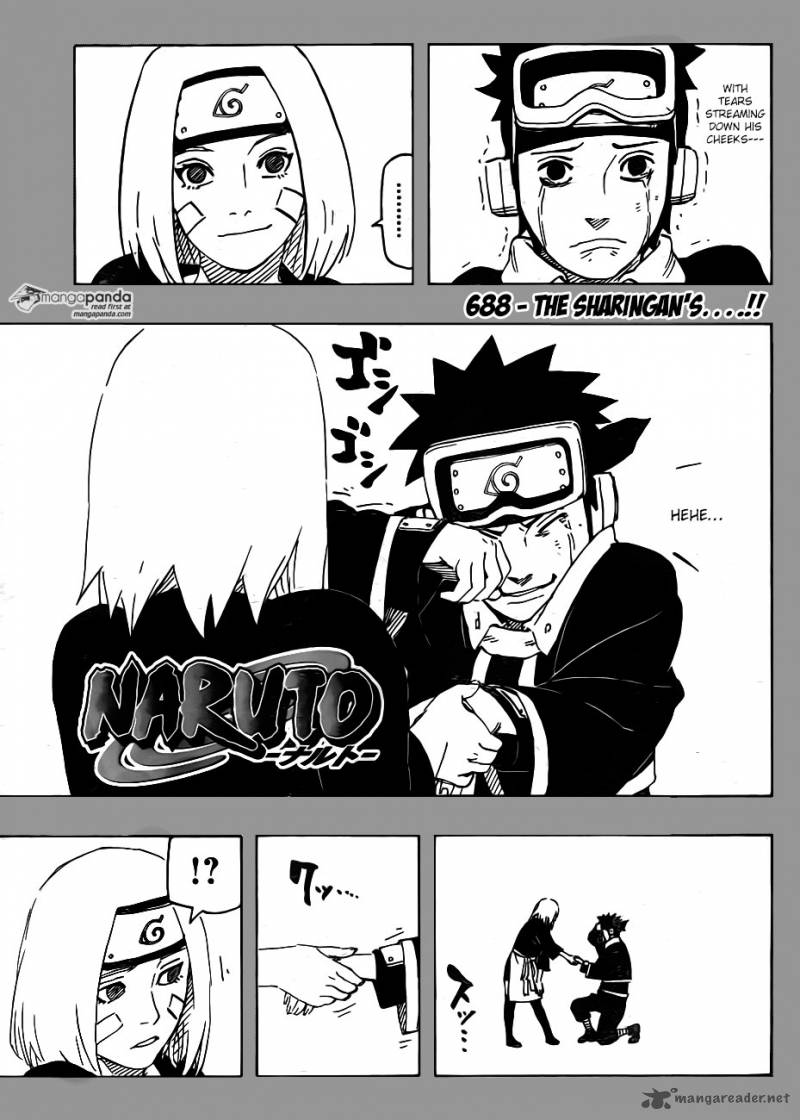 WITH
TEARS
STREAMING
DOWN HIS
CHEEKS---
........
mangapanda
read first at
mangapanda.com
688 - THE SHARINGAN'S. . . .!!
ゴシ
ゴシ
HEHE...
NARUTO
-ナルト-
スッ…
クッ……
!?
mangareader.net